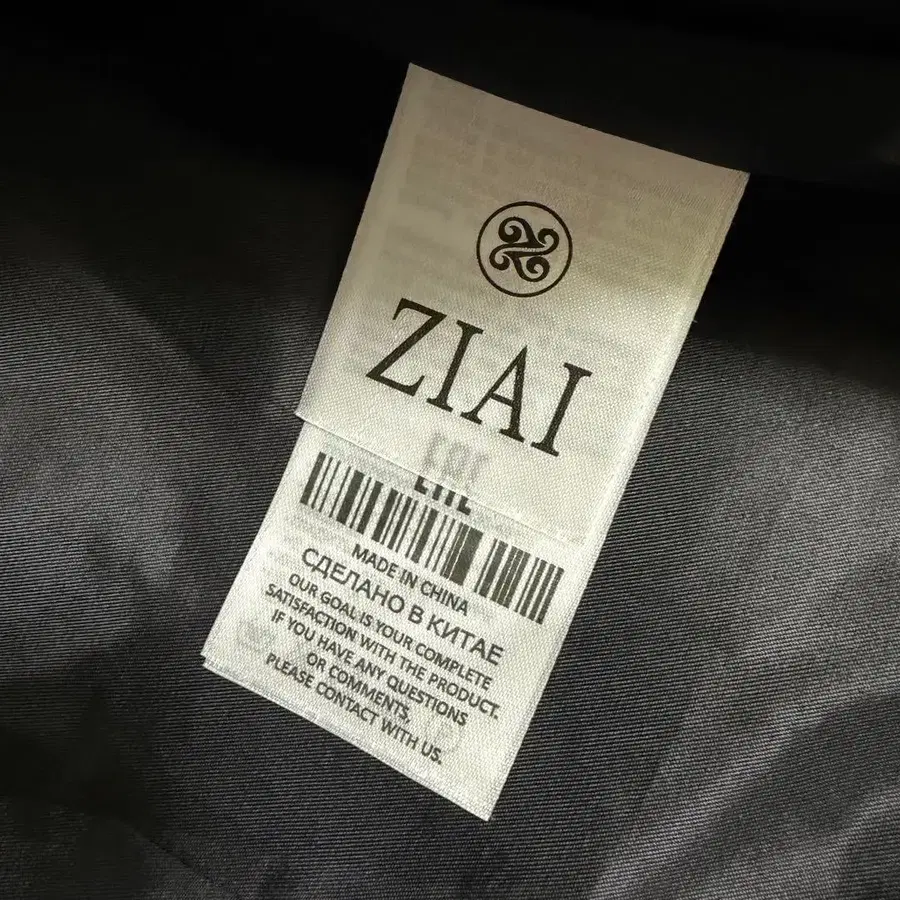 ZIAI
MADE IN CHINA
СДЕЛАНО В КИТАЕ
OUR GOAL IS YOUR COMPLETE
SATISFACTION WITH THE PRODUCT.
IF YOU HAVE ANY QUESTIONS
OR COMMENTS,
PLEASE CONTACT WITH US.